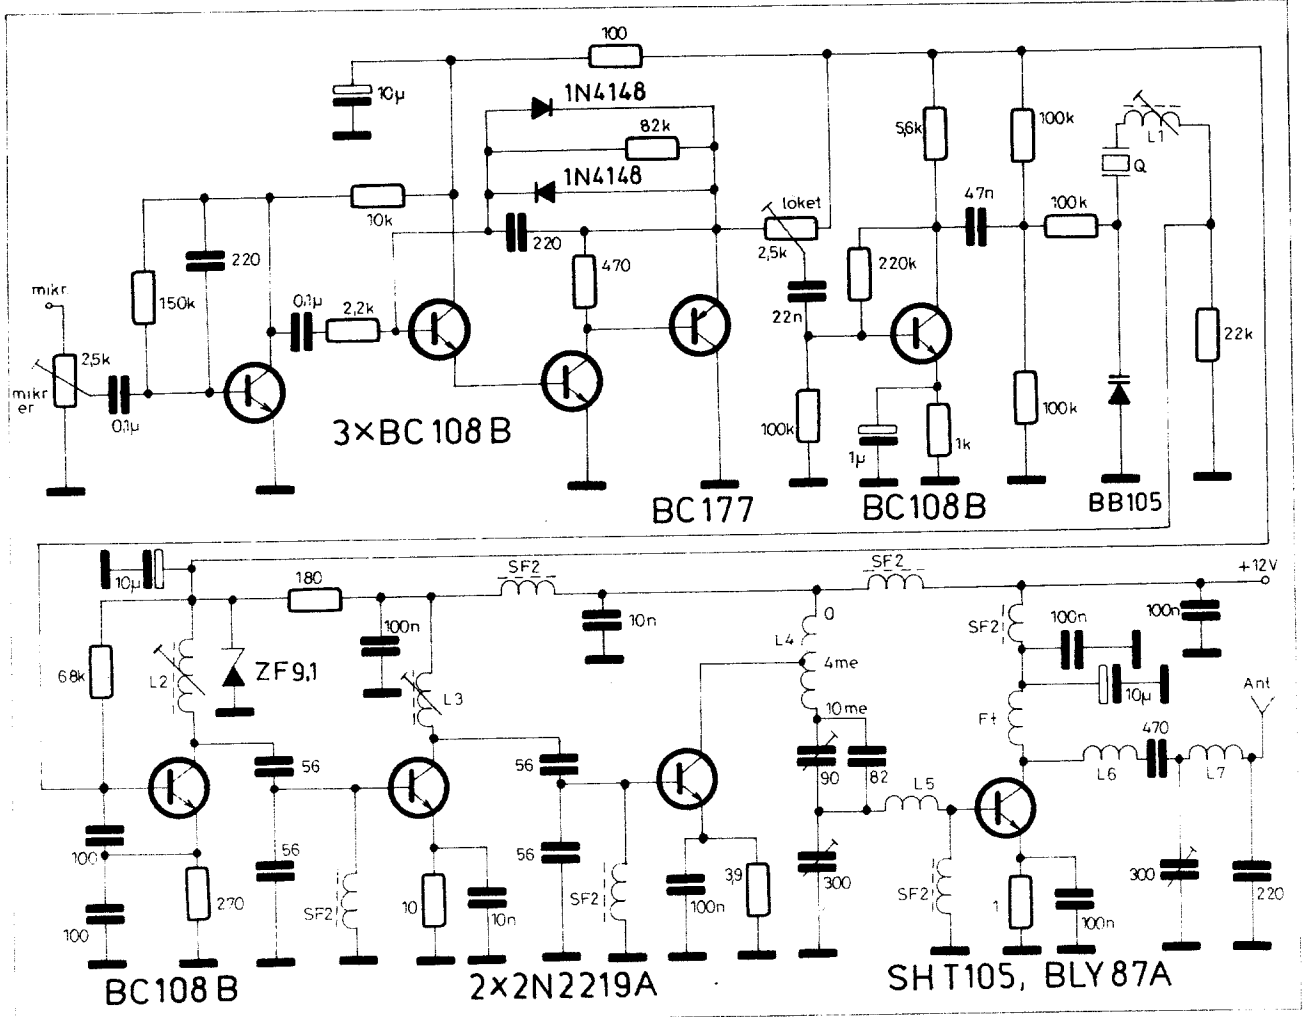 100
10µ
1N4148
82k
1N4148
10k
220
5,6k
100k
L1
Q
47n
100k
löket
2,5k
220
470
220k
22n
mikr.
150k
0,1µ
2,2k
2,5k
mikr
er
0,1µ
22k
100k
100k
1k
1µ
3×BC108B
BC177
BC108B
BB105
10µ
180
SF2
SF2
+12V
100n
10n
0
L4
4me
10me
SF2
100n
100n
10µ
Ant
68k
L2
ZF9,1
L3
Ft
470
L6
L7
56
56
90
82
L5
100
56
56
SF2
300
3,9
SF2
300
220
100
270
SF2
10
10n
100n
1
100n
BC108B
2×2N2219A
SHT105, BLY87A